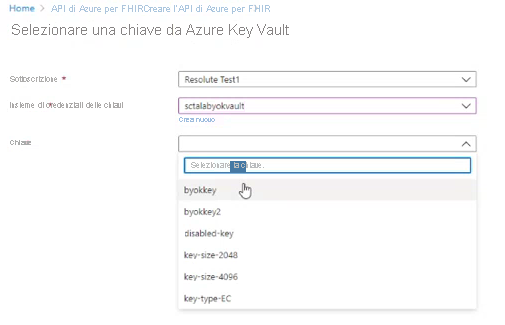 Home > API di Azure per FHIRCreare l'API di Azure per FHIR
Selezionare una chiave da Azure Key Vault
Sottoscrizione *
Resolute Test1
Insieme di credenziali delle chiavi *
sctalabyokvault
Crea nuovo
Chiave
Selezionare la chiave.
byokkey
byokkey2
disabled-key
key-size-2048
key-size-4096
key-type-EC